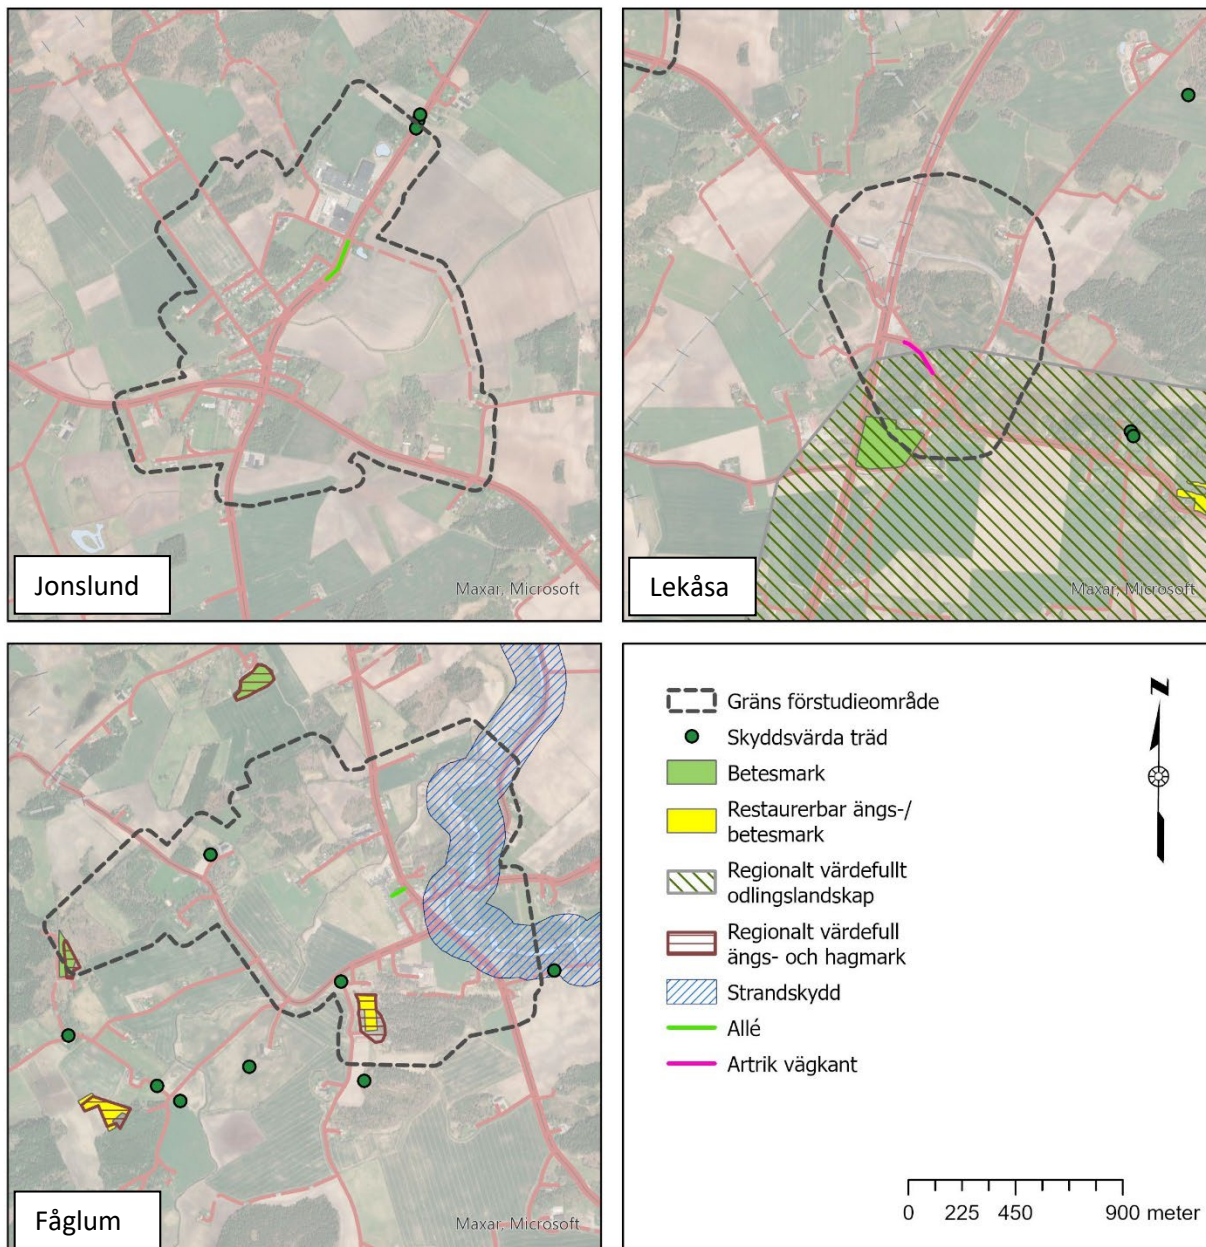 Jonslund
Maxar, Microsoft
Lekåsa
Maxar, Microsoft
Fåglum
Maxar, Microsoft
Gräns förstudieområde
Skyddsvärda träd
Betesmark
Restaurerbar ängs-/
betesmark
Regionalt värdefullt
odlingslandskap
Regionalt värdefull
ängs- och hagmark
Strandskydd
Allé
Artrik vägkant
N
0 225 450 900 meter